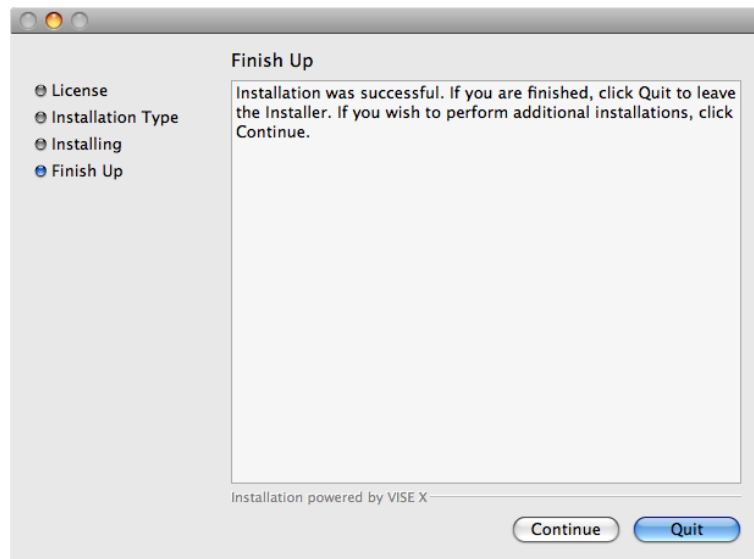 Finish Up
License
Installation Type
Installing
Finish Up
Installation was successful. If you are finished, click Quit to leave
the Installer. If you wish to perform additional installations, click
Continue.
Installation powered by VISE X
Continue
Quit